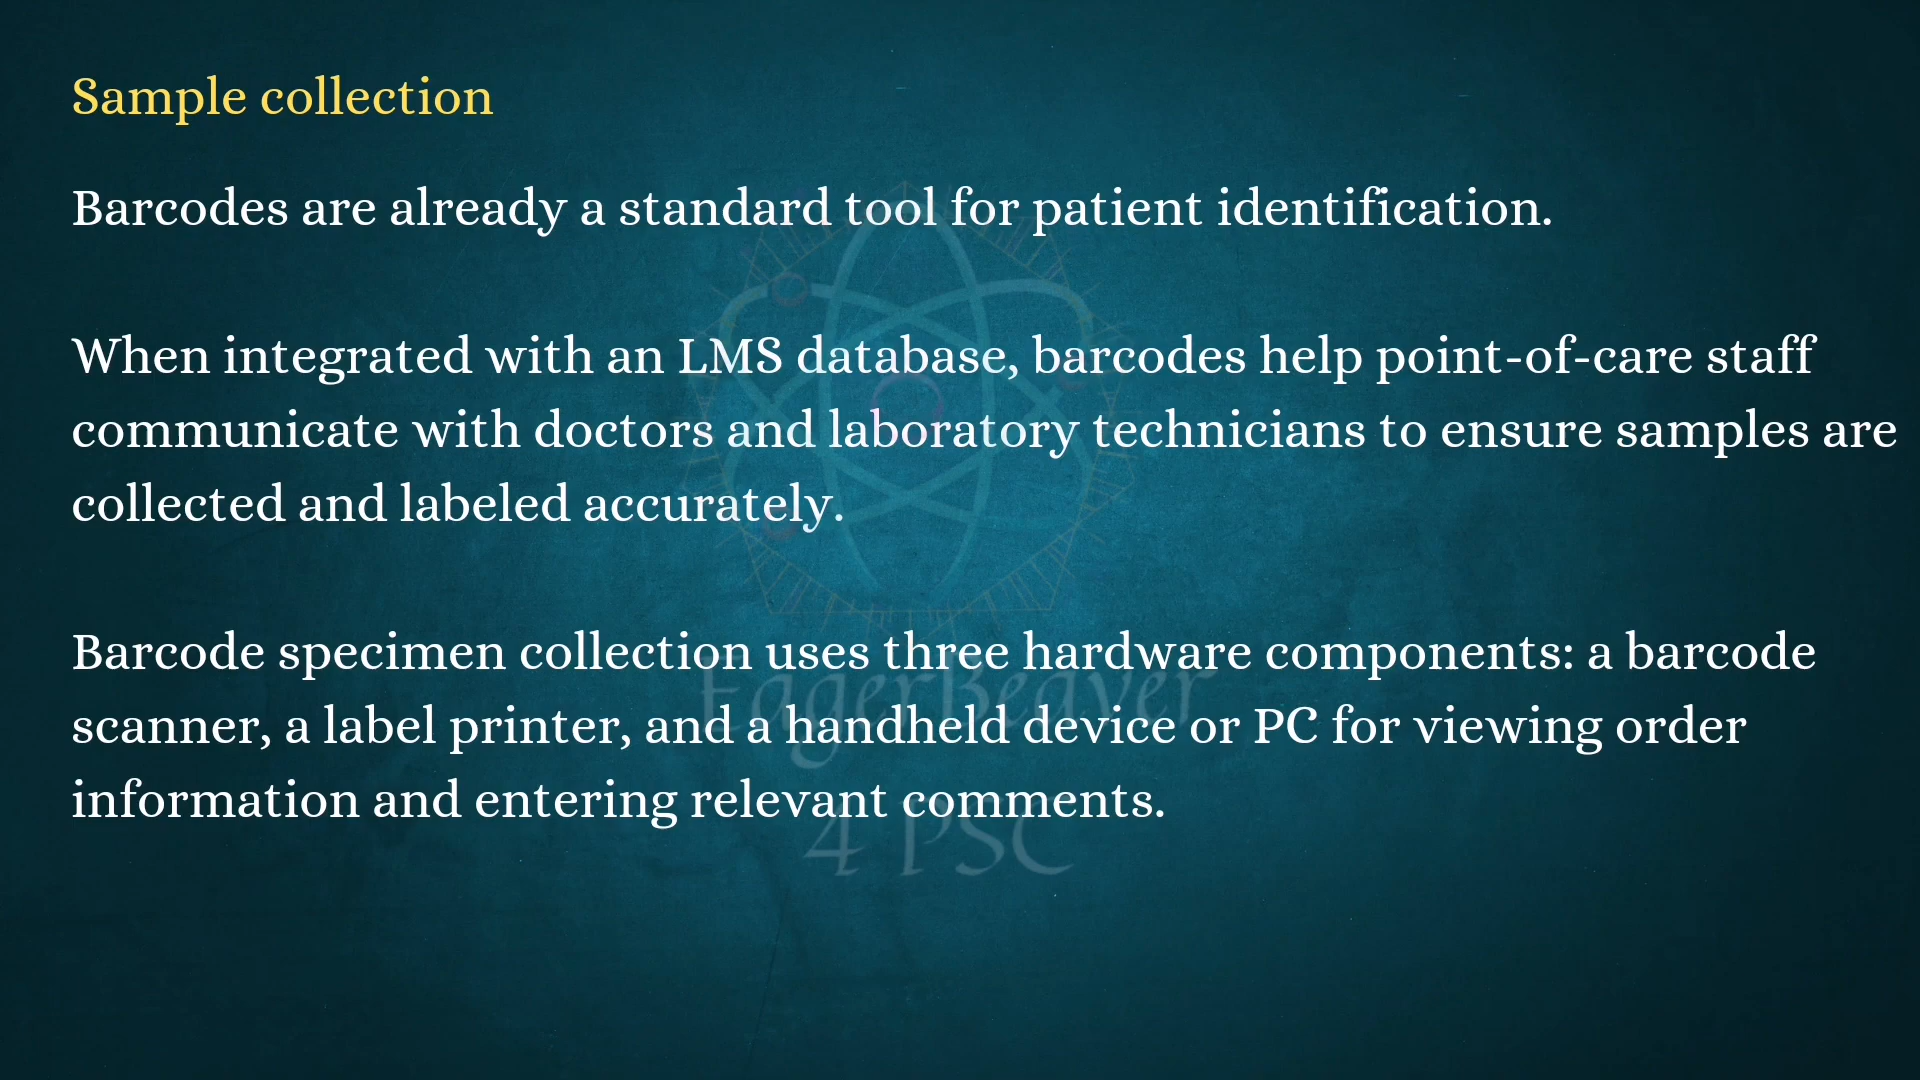 Sample collection
Barcodes are already a standard tool for patient identification.
When integrated with an LMS database, barcodes help point-of-care staff
communicate with doctors and laboratory technicians to ensure samples are
collected and labeled accurately.
Barcode specimen collection uses three hardware components: a barcode
EagerBeaver
scanner, a label printer, and a handheld device or PC for viewing order
information and entering relevant comments.
4 PSC